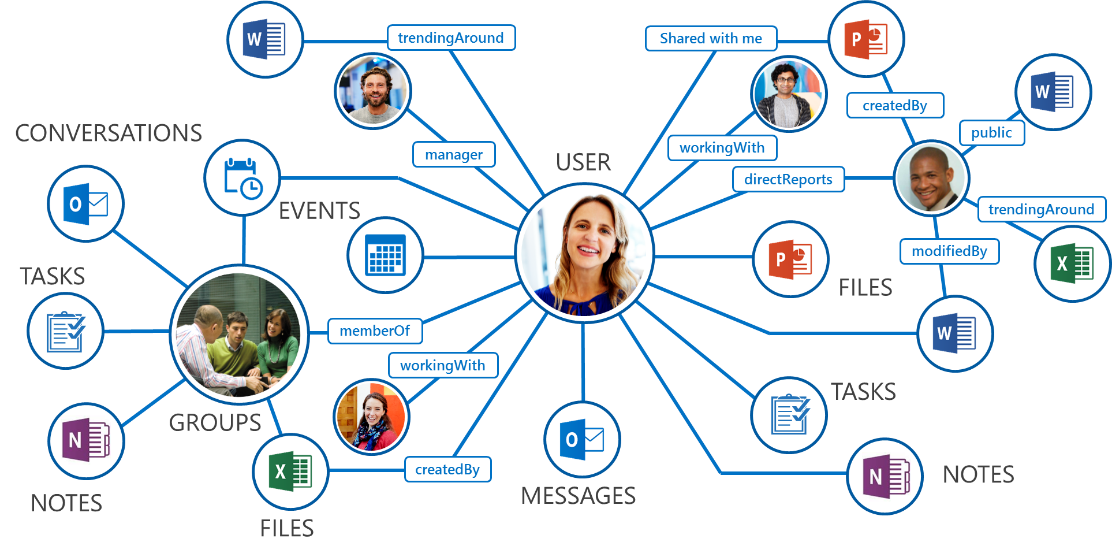 W
trendingAround
Shared with me
P
W
createdBy
public
CONVERSATIONS
manager
workingWith
USER
directReports
O
EVENTS
trendingAround
modifiedBy
P
X
TASKS
FILES
memberOf
W
workingWith
TASKS
GROUPS
N
O
createdBy
X
N
NOTES
MESSAGES
NOTES
FILES